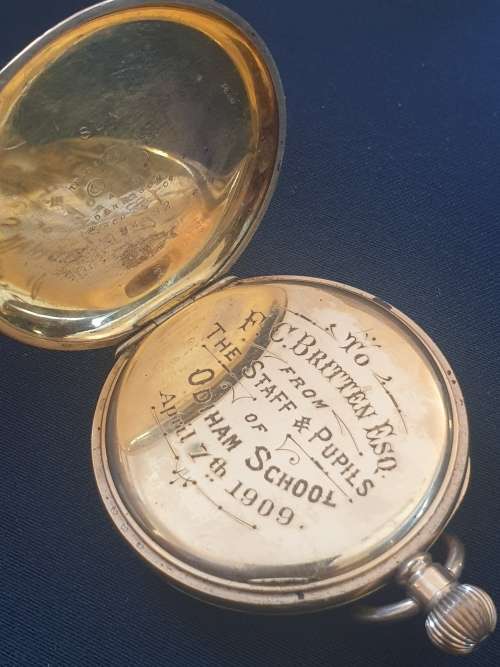 To
F. C. BRITTEN ESQ.
FROM
THE STAFF & PUPILS
OF
ODIHAM SCHOOL
April 7th 1909.